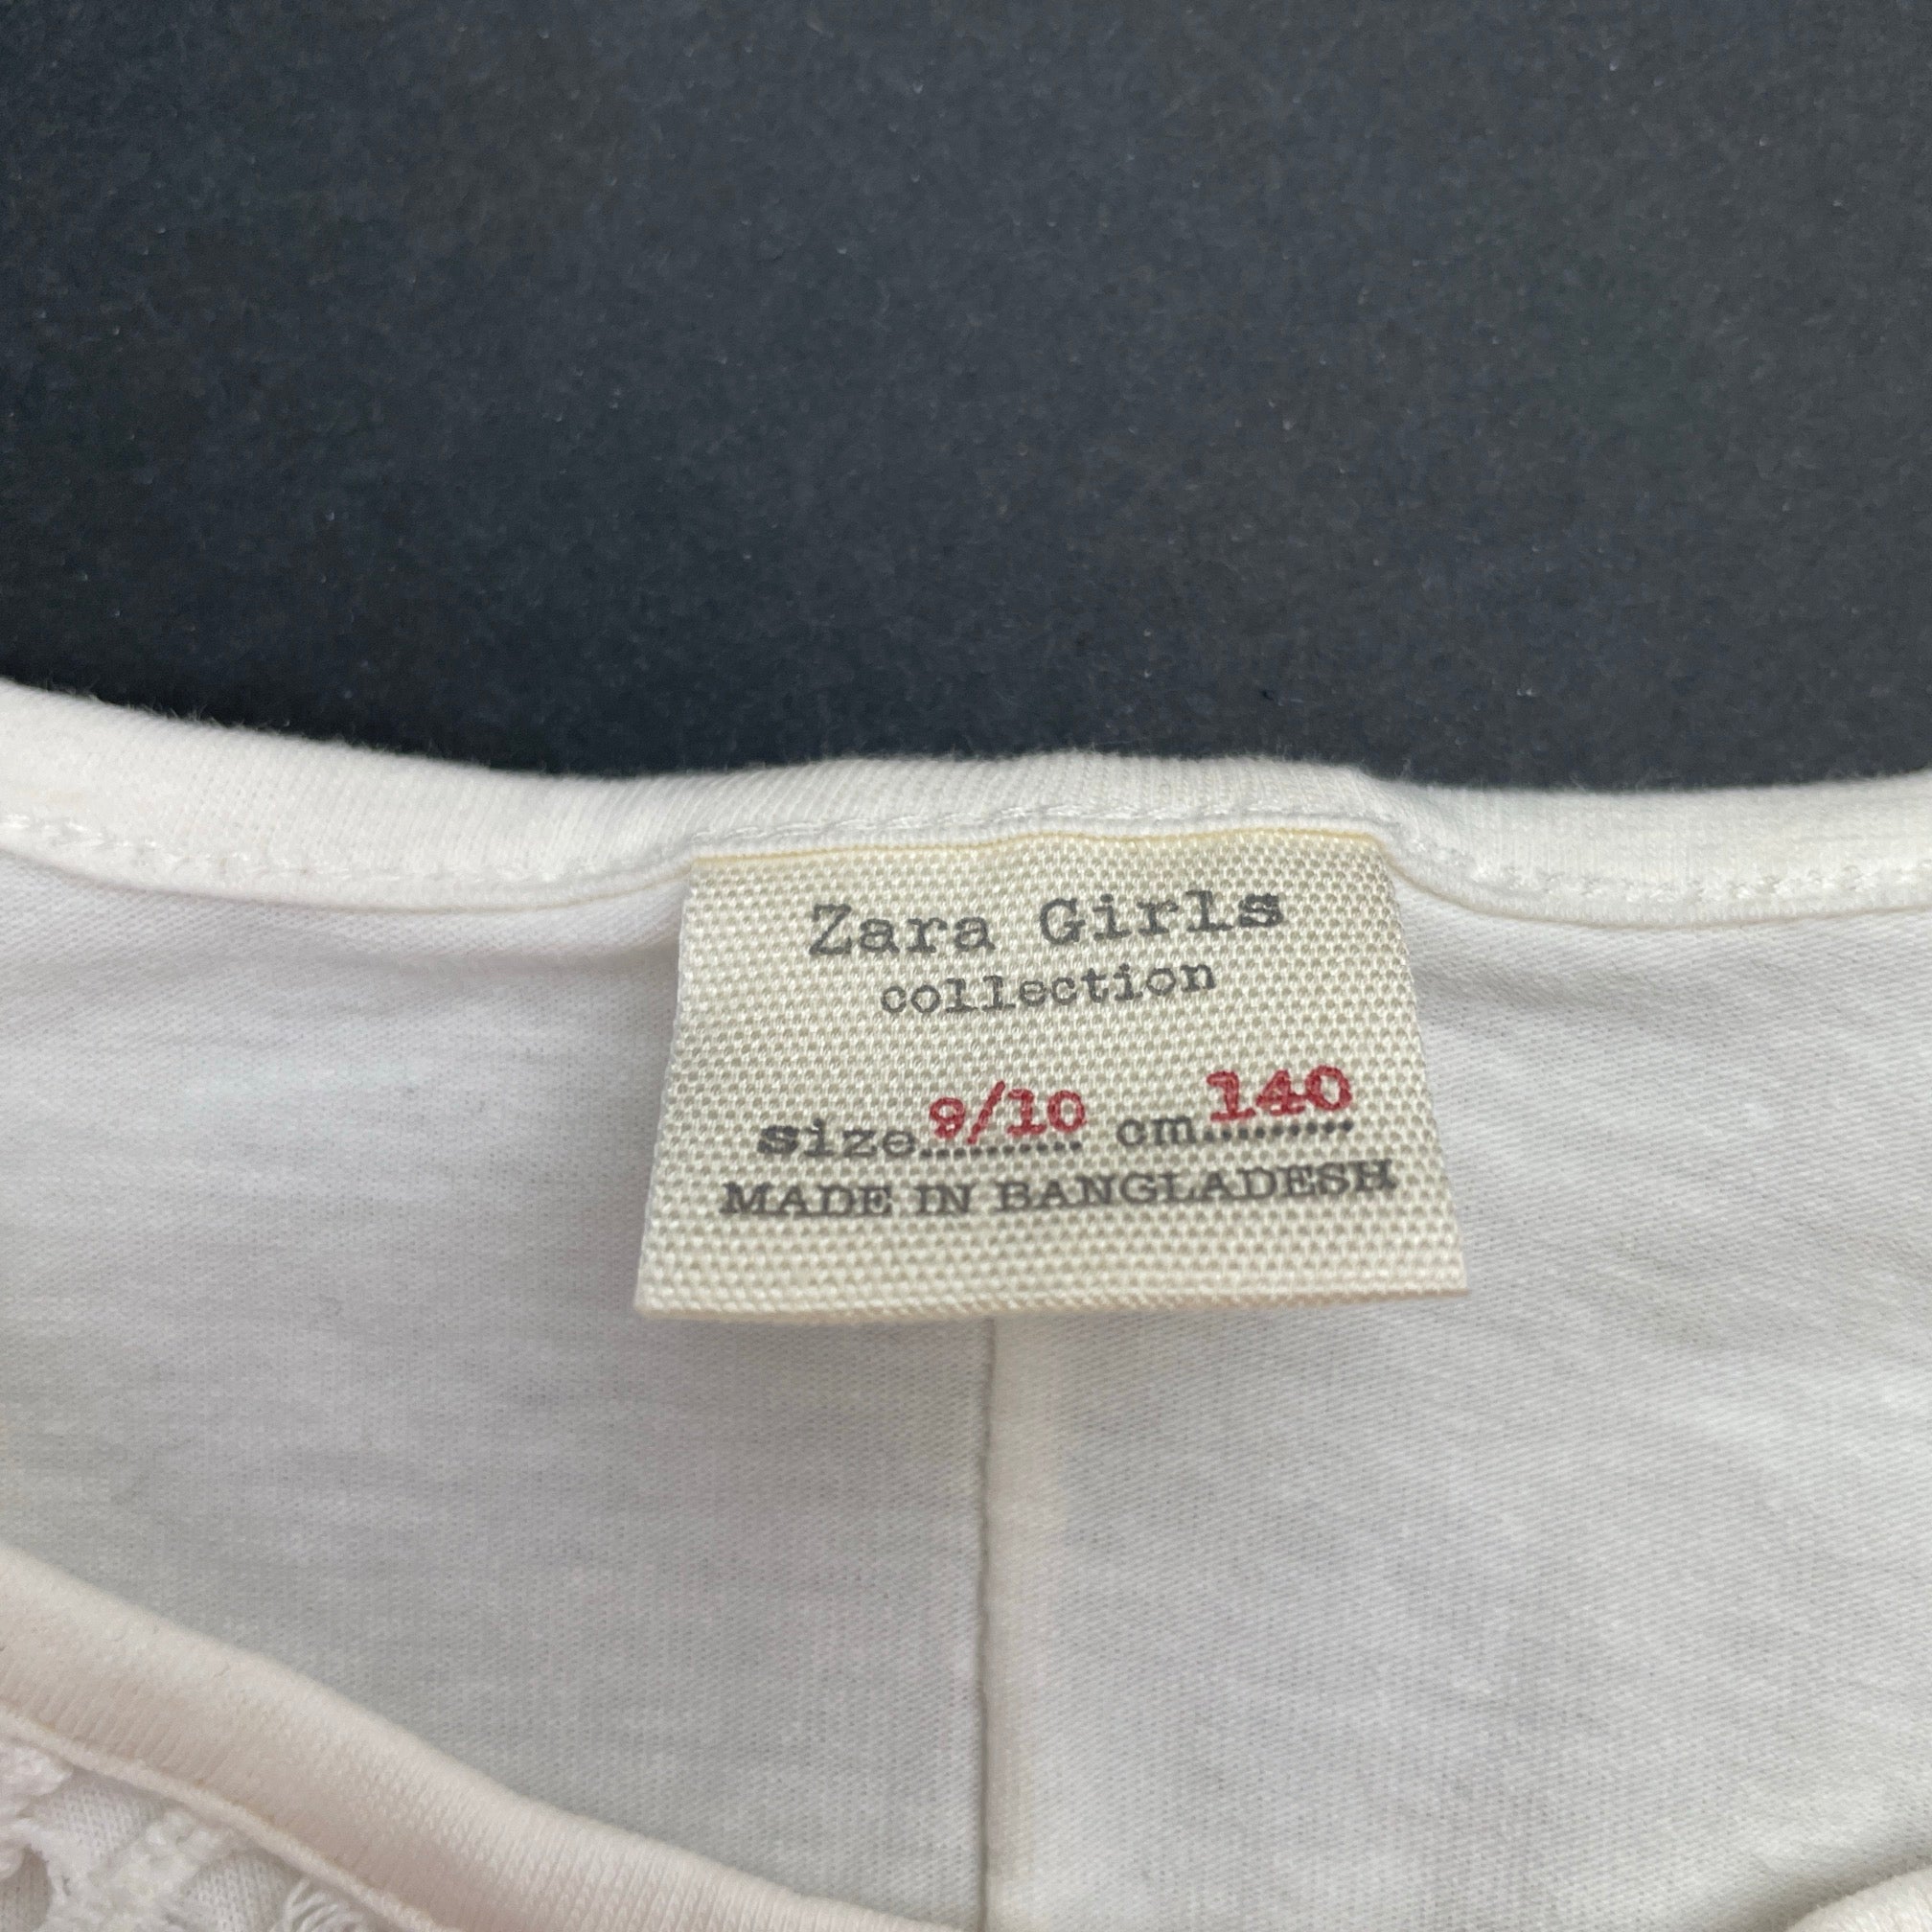 Zara Girls
collection
size 9/10 cm 140
MADE IN BANGLADESH